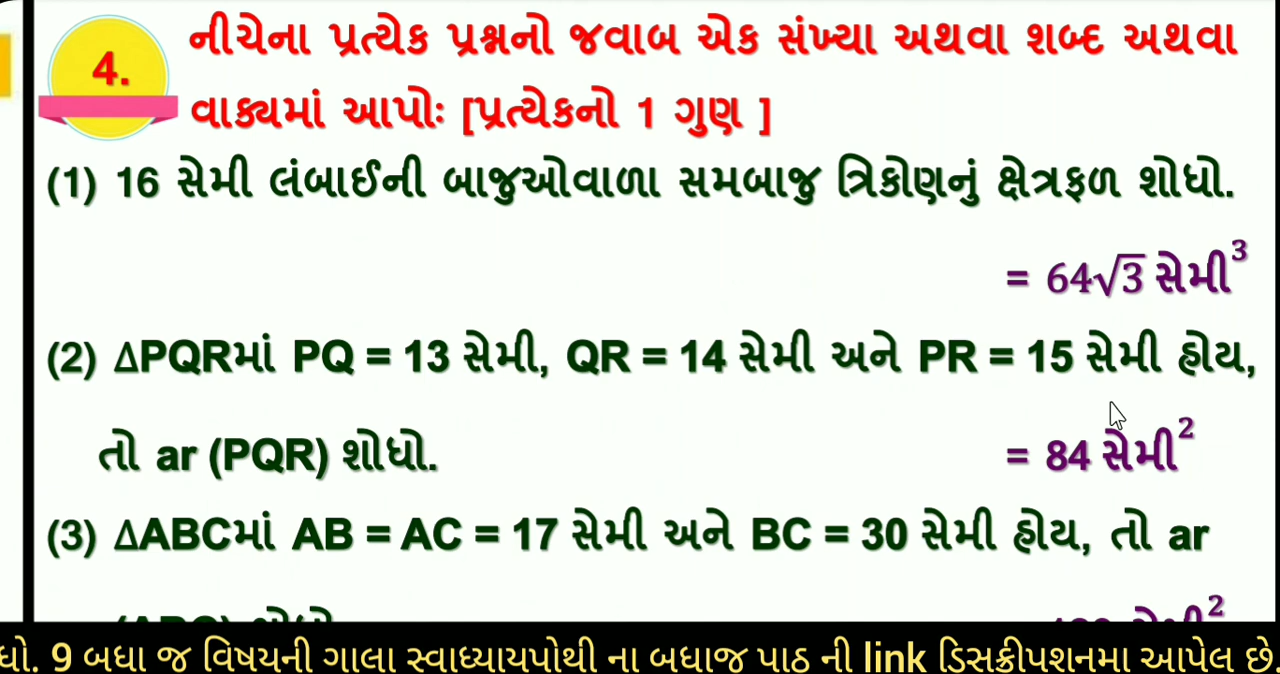 4.
નીચેના પ્રત્યેક પ્રશ્નનો જવાબ એક સંખ્યા અથવા શબ્દ અથવા
વાક્યમાં આપોઃ [પ્રત્યેકનો 1 ગુણ ]
(1) 16 સેમી લંબાઈની બાજુઓવાળા સમબાજુ ત્રિકોણનું ક્ષેત્રફળ શોધો.
= 64√3 સેમી³
(2) ∆PQRમાં PQ = 13 સેમી, QR = 14 સેમી અને PR = 15 સેમી હોય,
તો ar (PQR) શોધો.
= 84 સેમી²
(3) ∆ABCમાં AB = AC = 17 સેમી અને BC = 30 સેમી હોય, તો ar
ધો. 9 બધા જ વિષયની ગાલા સ્વાધ્યાયપોથી ના બધાજ પાઠ ની link ડિસક્રીપશનમા આપેલ છે.